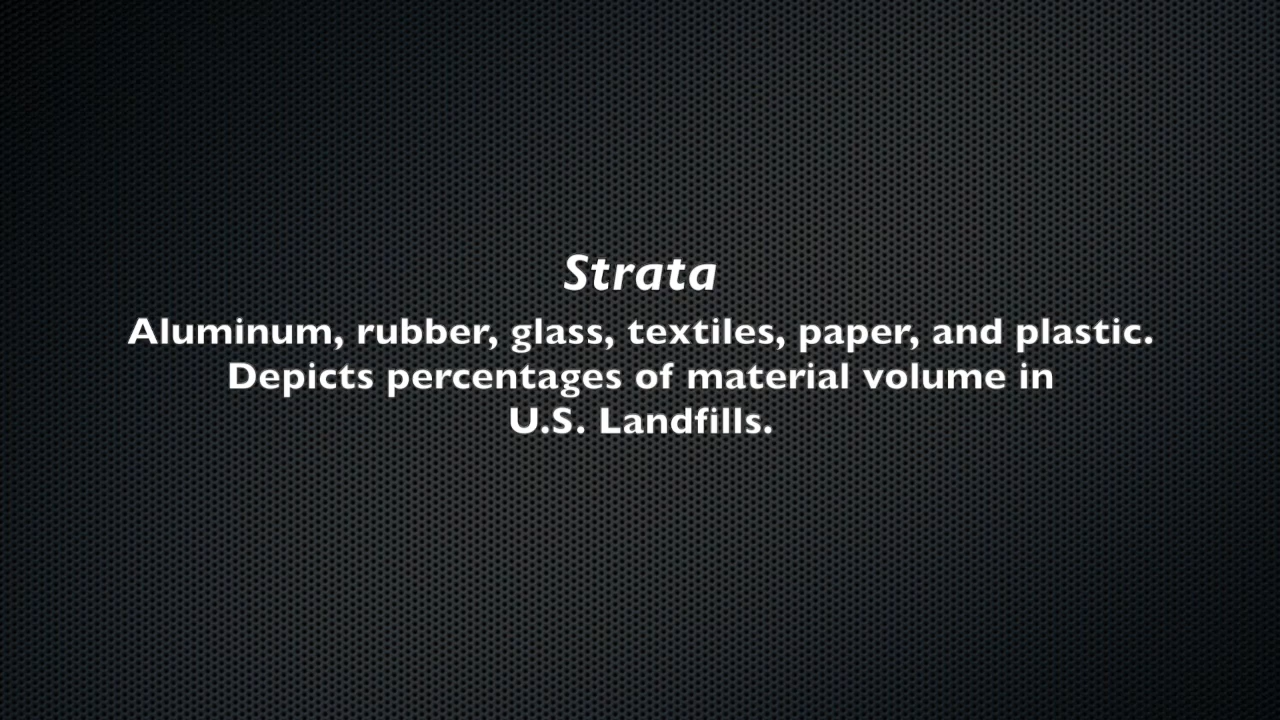 Strata
Aluminum, rubber, glass, textiles, paper, and plastic.
Depicts percentages of material volume in
U.S. Landfills.